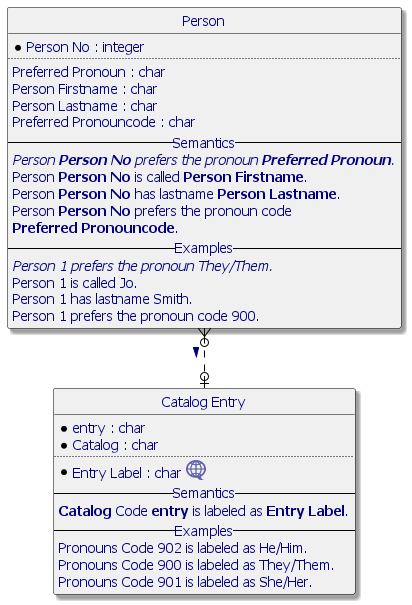 Person
Person No : integer
Preferred Pronoun : char
Person Firstname : char
Person Lastname : char
Preferred Pronouncode : char
Semantics
Person Person No prefers the pronoun Preferred Pronoun.
Person Person No is called Person Firstname.
Person Person No has lastname Person Lastname.
Person Person No prefers the pronoun code
Preferred Pronouncode.
Examples
Person 1 prefers the pronoun They/Them.
Person 1 is called Jo.
Person 1 has lastname Smith.
Person 1 prefers the pronoun code 900.
Catalog Entry
entry : char
Catalog : char
Entry Label : char
Semantics
Catalog Code entry is labeled as Entry Label.
Examples
Pronouns Code 902 is labeled as He/Him.
Pronouns Code 900 is labeled as They/Them.
Pronouns Code 901 is labeled as She/Her.